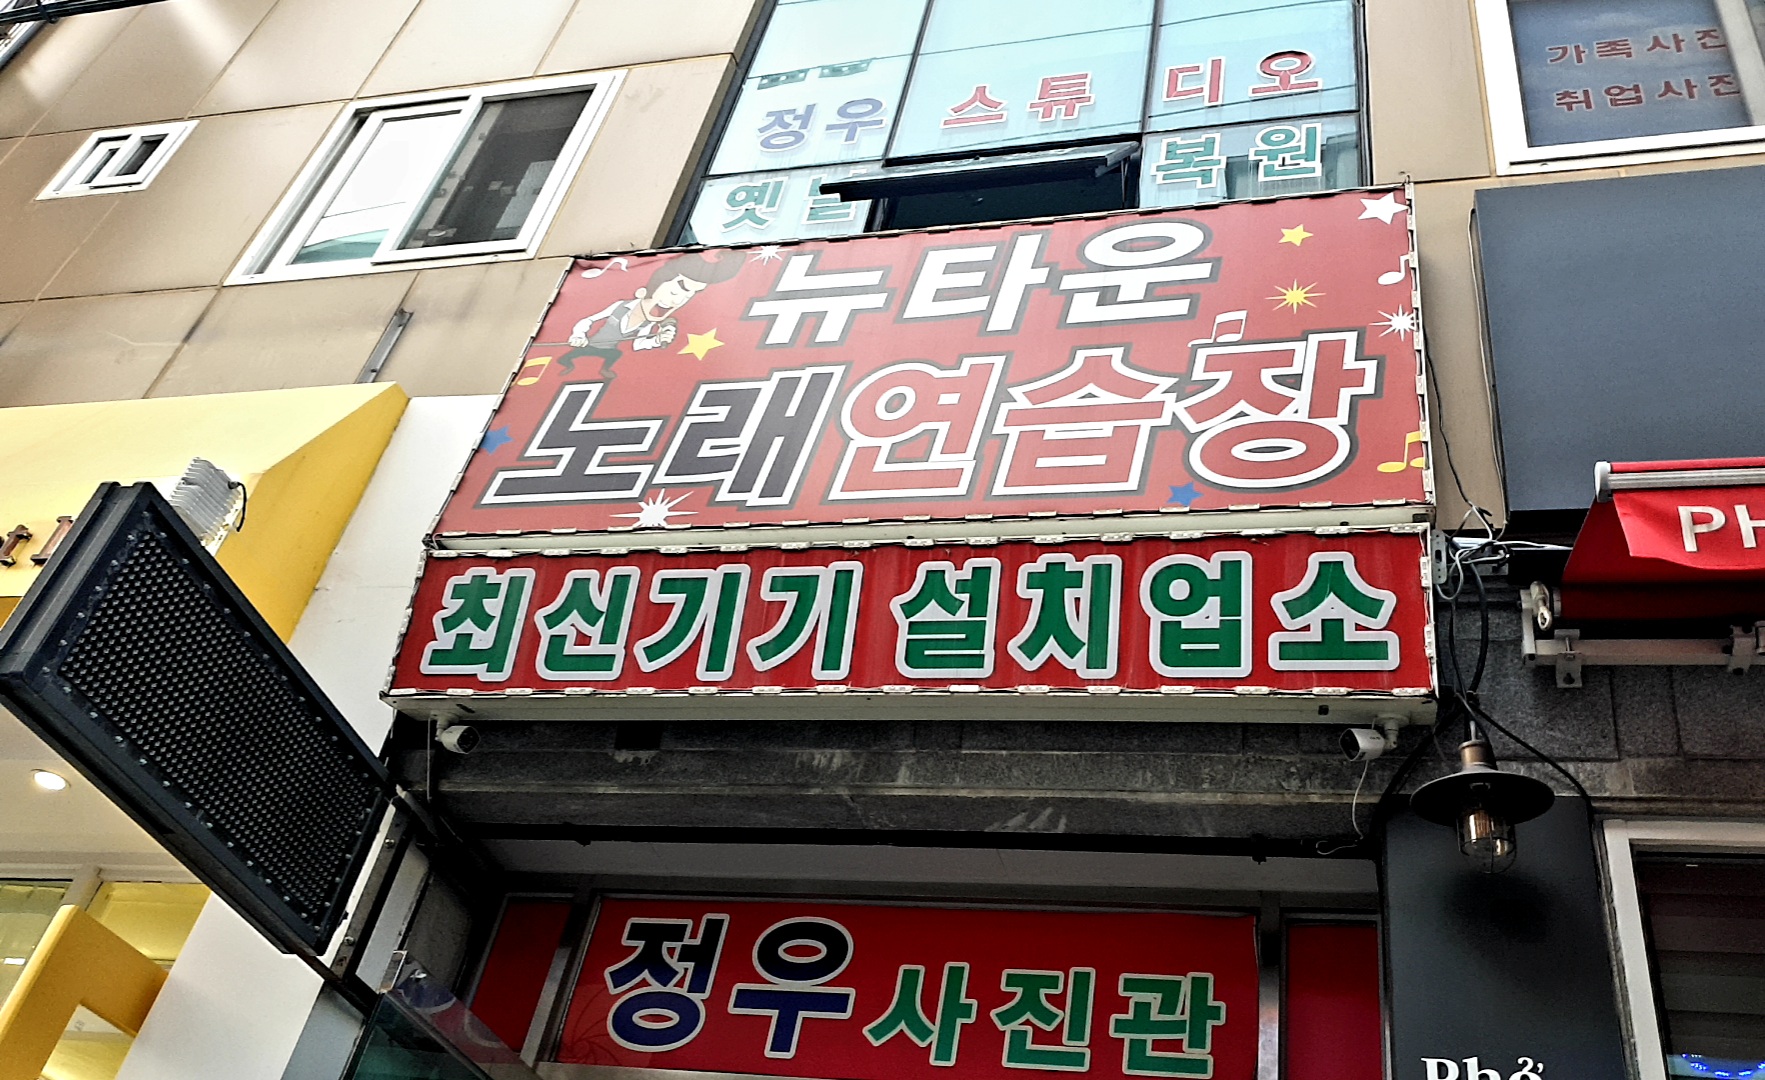 정우 스튜디오
옛날 복원
가족사진
취업사진
뉴타운
노래연습장
최신기기 설치업소
PH
정우 사진관
Phở